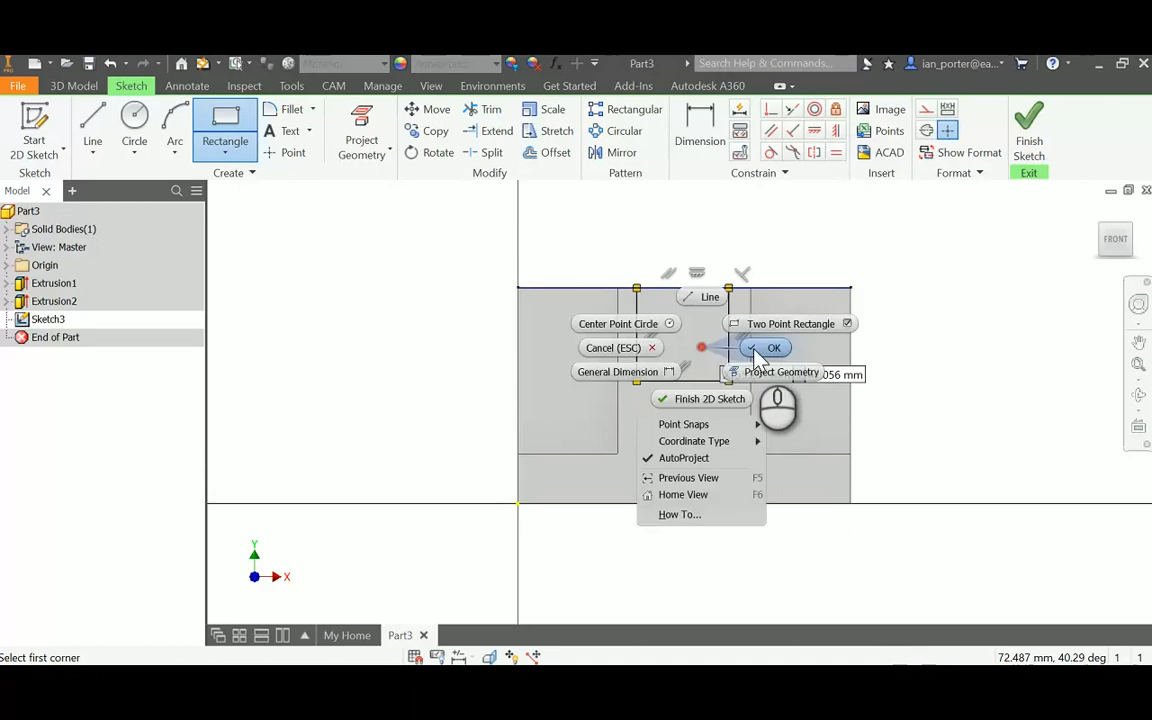 PRO
Part3
Search Help & Commands...
ian_porter@ea...
File
3D Model
Sketch
Annotate
Inspect
Tools
CAM
Manage
View
Environments
Get Started
Add-Ins
Autodesk A360
Start
2D Sketch
Line
Circle
Arc
Rectangle
Fillet
Text
Point
Project
Geometry
Move
Copy
Rotate
Trim
Extend
Split
Scale
Stretch
Offset
Rectangular
Circular
Mirror
Dimension
Image
Points
ACAD
Show Format
Finish
Sketch
Sketch
Create
Modify
Pattern
Constrain
Insert
Format
Exit
Model
Part3
Solid Bodies(1)
View: Master
Origin
Extrusion1
Extrusion2
Sketch3
End of Part
FRONT
Line
Center Point Circle
Two Point Rectangle
Cancel (ESC)
OK
General Dimension
Project Geometry
056 mm
Finish 2D Sketch
Point Snaps
Coordinate Type
AutoProject
Previous View F5
Home View F6
How To...
Y
X
My Home
Part3
Select first corner
72.487 mm, 40.29 deg 1 1